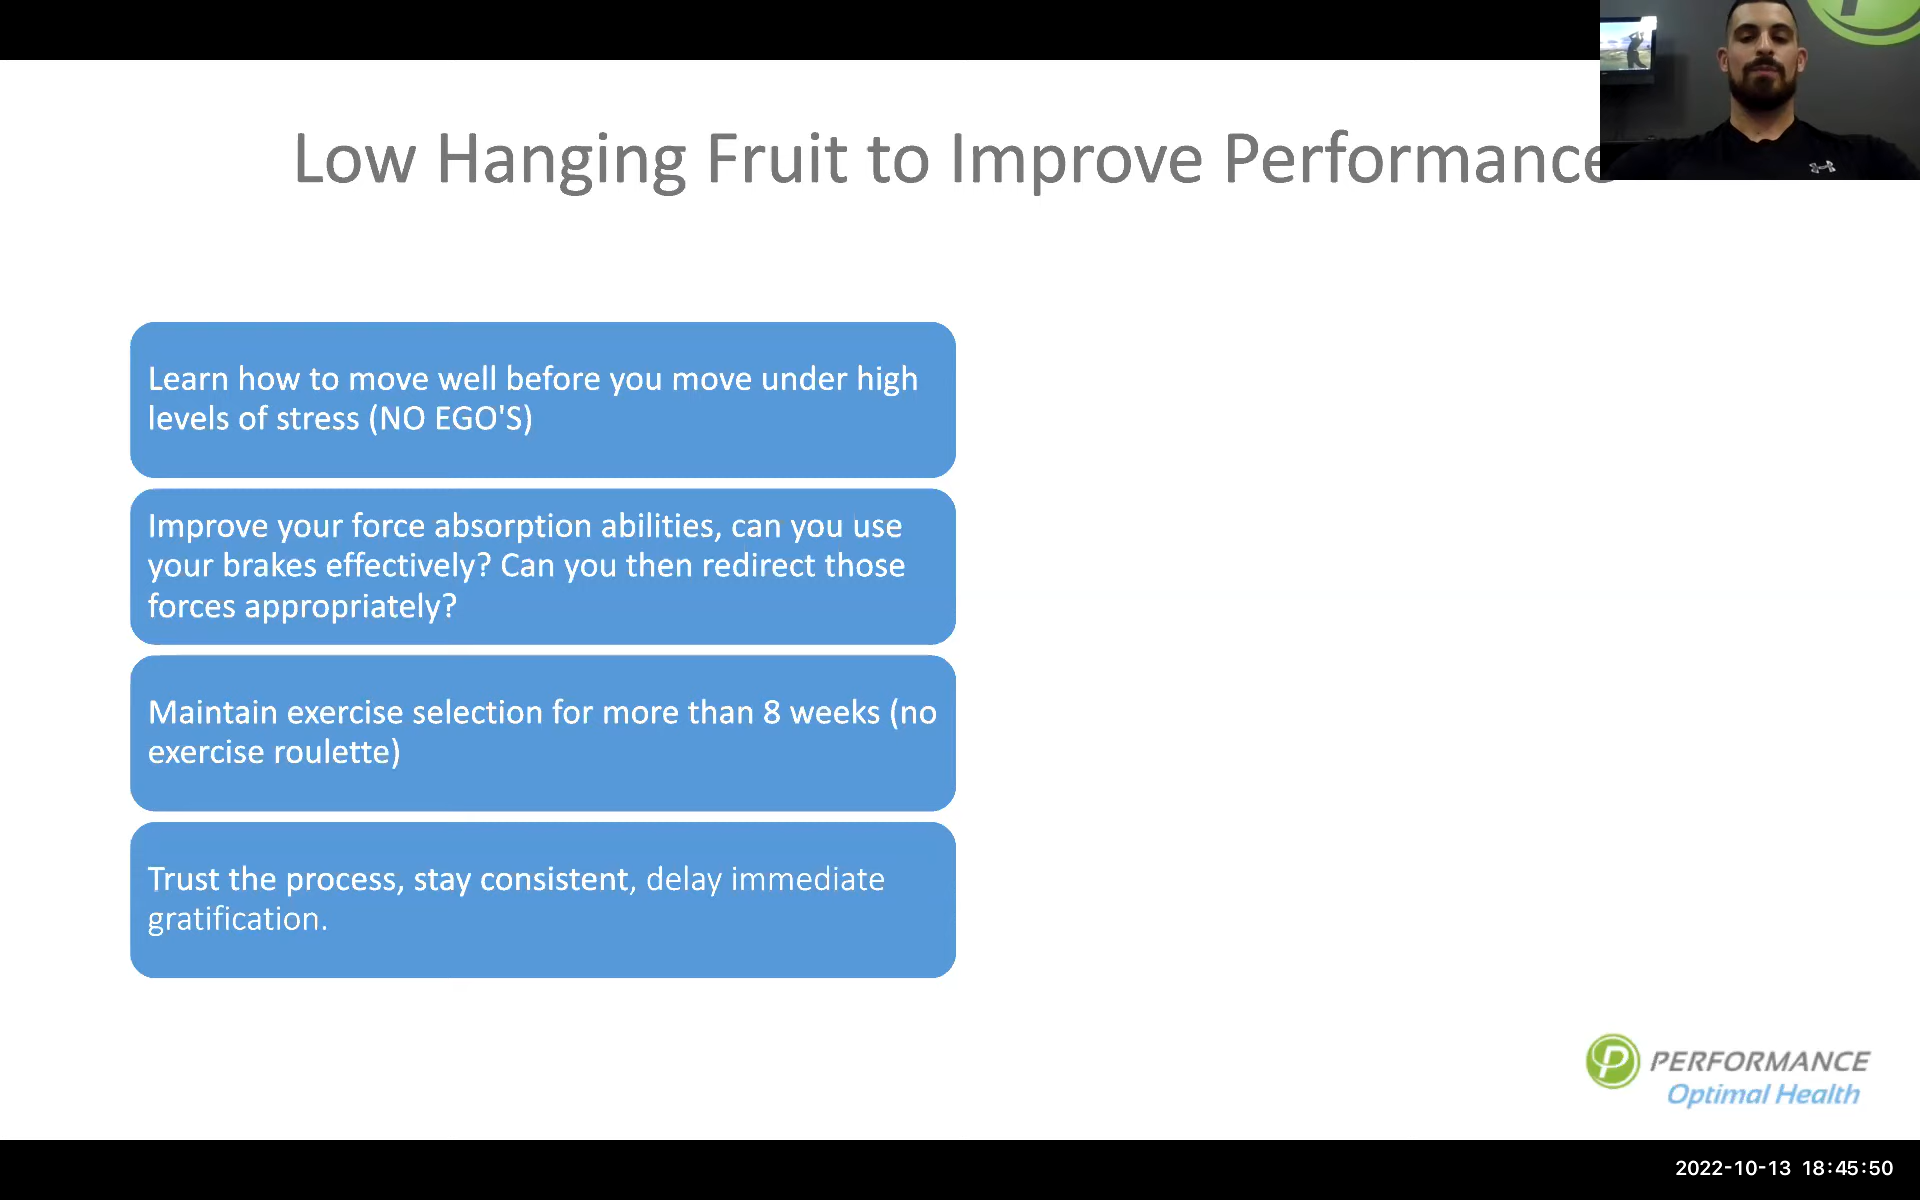 Low Hanging Fruit to Improve Performance
Learn how to move well before you move under high
levels of stress (NO EGO'S)
Improve your force absorption abilities, can you use
your brakes effectively? Can you then redirect those
forces appropriately?
Maintain exercise selection for more than 8 weeks (no
exercise roulette)
Trust the process, stay consistent, delay immediate
gratification.
P PERFORMANCE
Optimal Health
2022-10-13 18:45:50